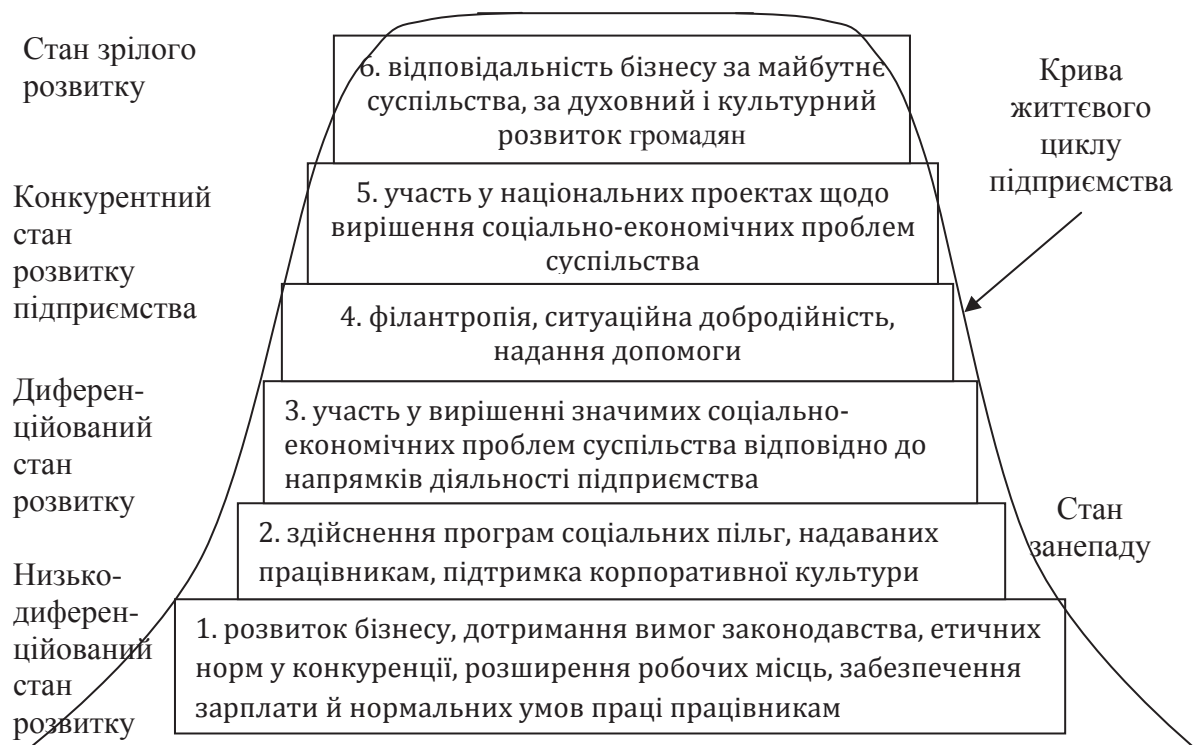 Стан зрілого
розвитку
6. відповідальність бізнесу за майбутнє
суспільства, за духовний і культурний
розвиток громадян
Крива
життєвого
циклу
підприємства
Конкурентний
стан
розвитку
підприємства
5. участь у національних проектах щодо
вирішення соціально-економічних проблем
суспільства
4. філантропія, ситуаційна добродійність,
надання допомоги
Диферен-
ційований
стан
розвитку
3. участь у вирішенні значимих соціально-
економічних проблем суспільства відповідно до
напрямків діяльності підприємства
Стан
занепаду
2. здійснення програм соціальних пільг, надаваних
працівникам, підтримка корпоративної культури
Низько-
диферен-
ційований
стан
розвитку
1. розвиток бізнесу, дотримання вимог законодавства, етичних
норм у конкуренції, розширення робочих місць, забезпечення
зарплати й нормальних умов праці працівникам